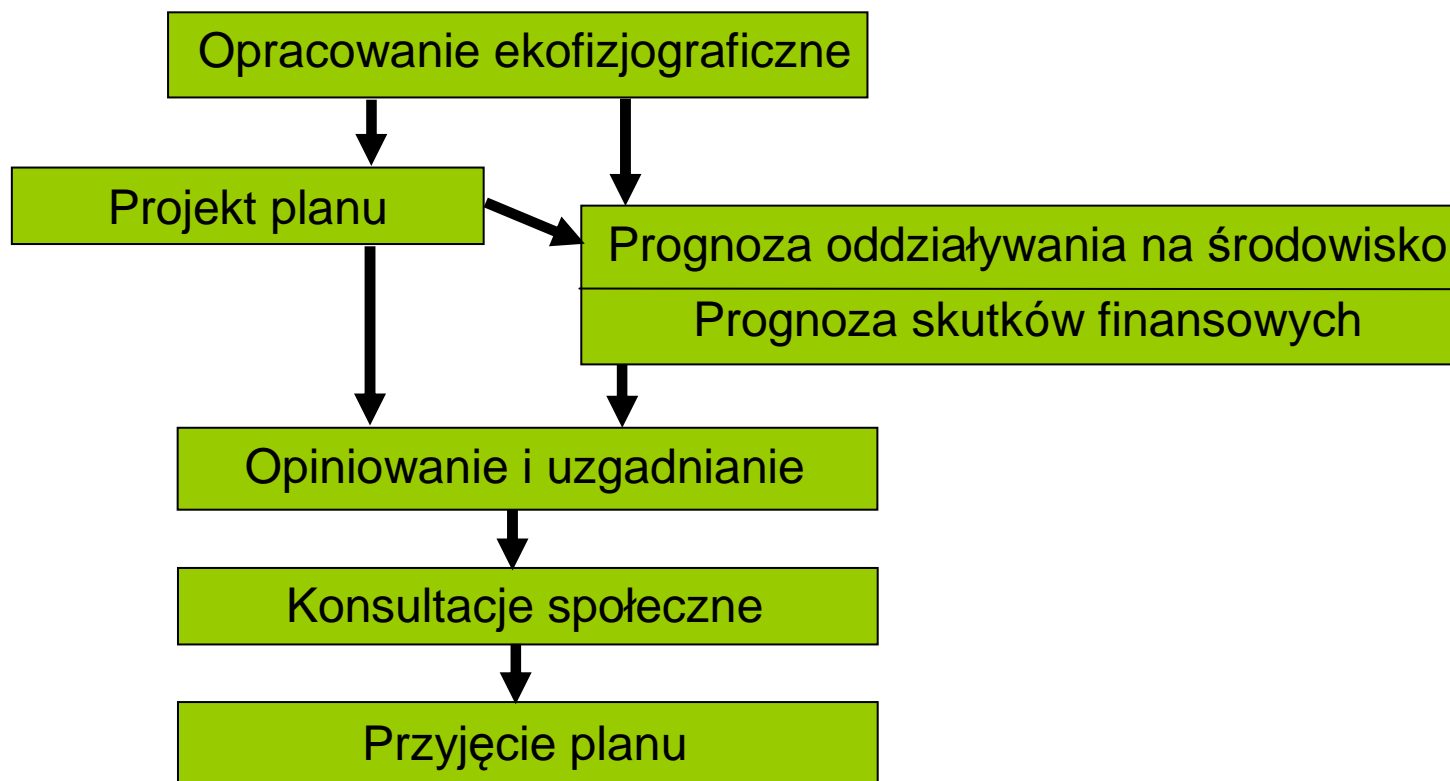 Opracowanie ekofizjograficzne
Projekt planu
Prognoza oddziaływania na środowisko
Prognoza skutków finansowych
Opiniowanie i uzgadnianie
Konsultacje społeczne
Przyjęcie planu